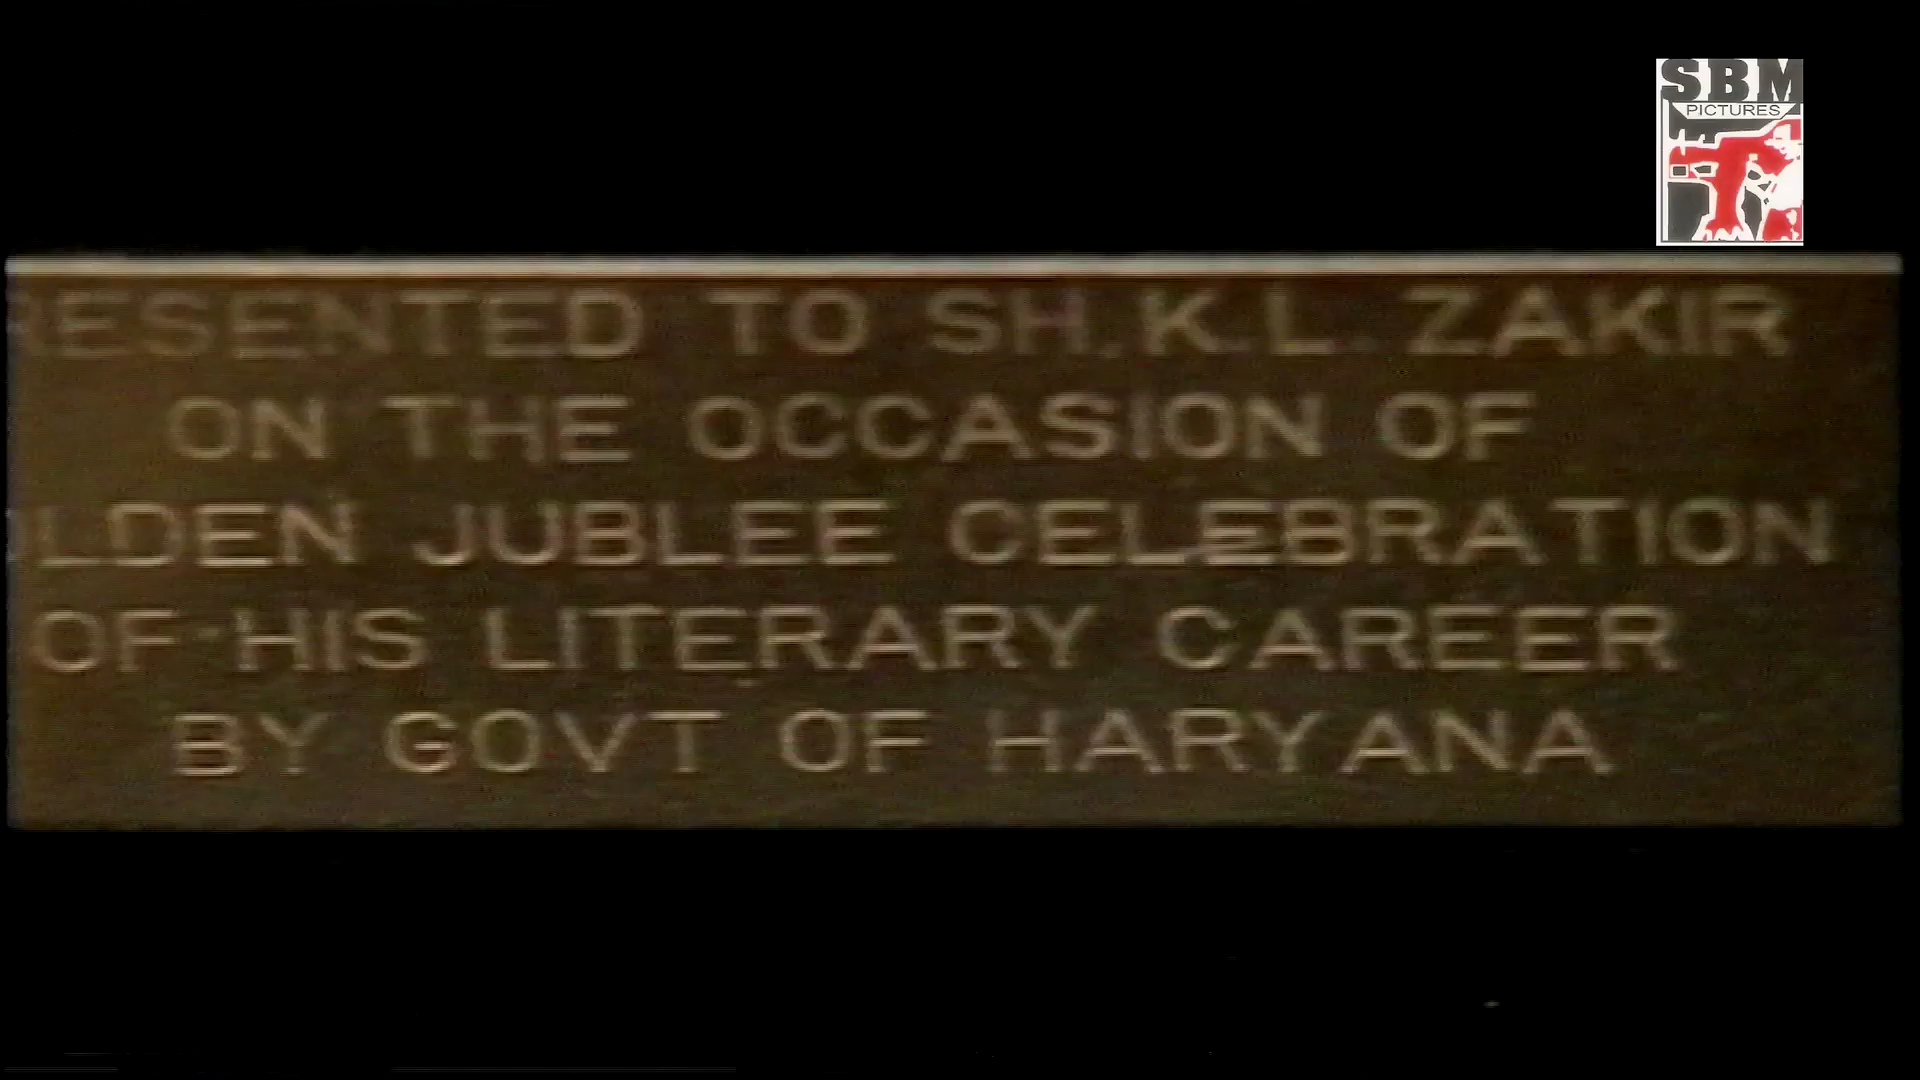 SBM
PICTURES
RESENTED TO SH.K.L. ZAKIR
ON THE OCCASION OF
LDEN JUBLEE CELEBRATION
OF HIS LITERARY CAREER
BY GOVT OF HARYANA